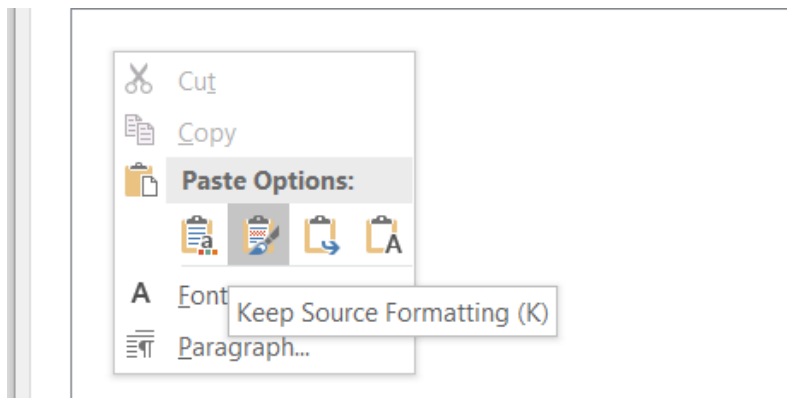 Cut
Copy
Paste Options:
Font
Keep Source Formatting (K)
Paragraph...